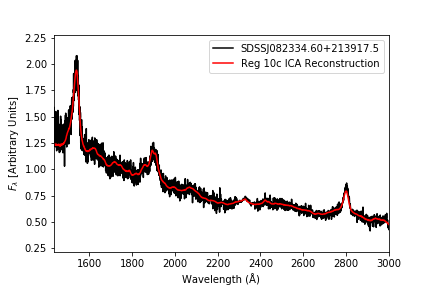 2.25
2.00
1.75
1.50
1.25
1.00
0.75
0.50
0.25
F_λ [Arbitrary Units]
SDSSJ082334.60+213917.5
Reg 10c ICA Reconstruction
1600 1800 2000 2200 2400 2600 2800 3000
Wavelength (Å)